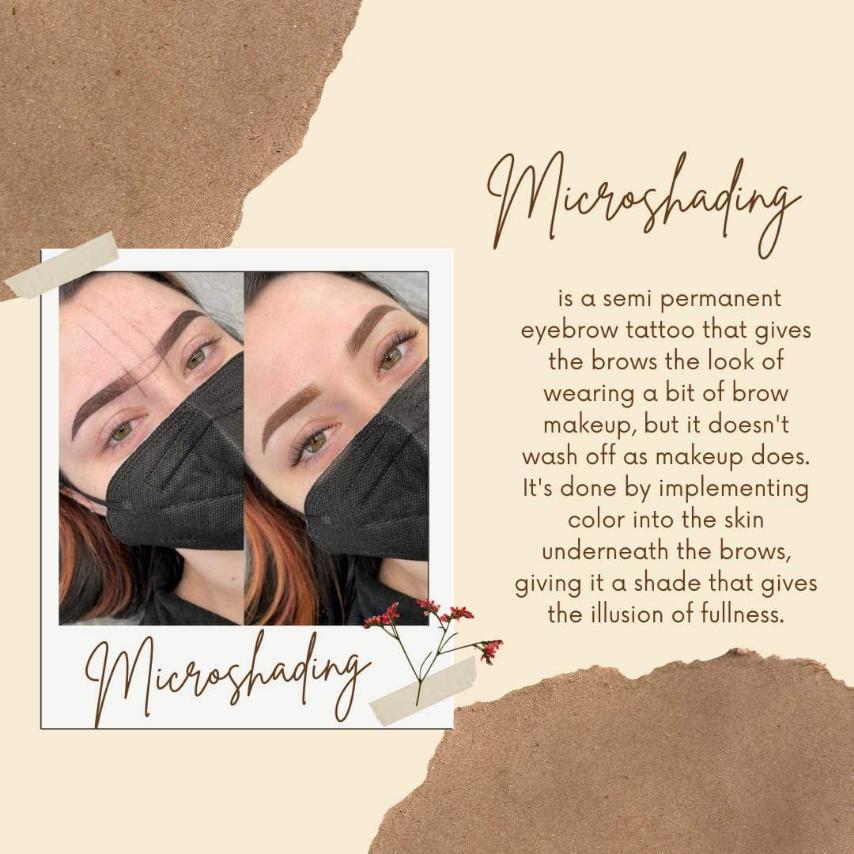 Microshading
is a semi permanent
eyebrow tattoo that gives
the brows the look of
wearing a bit of brow
makeup, but it doesn't
wash off as makeup does.
It's done by implementing
color into the skin
underneath the brows,
giving it a shade that gives
the illusion of fullness.
Microshading